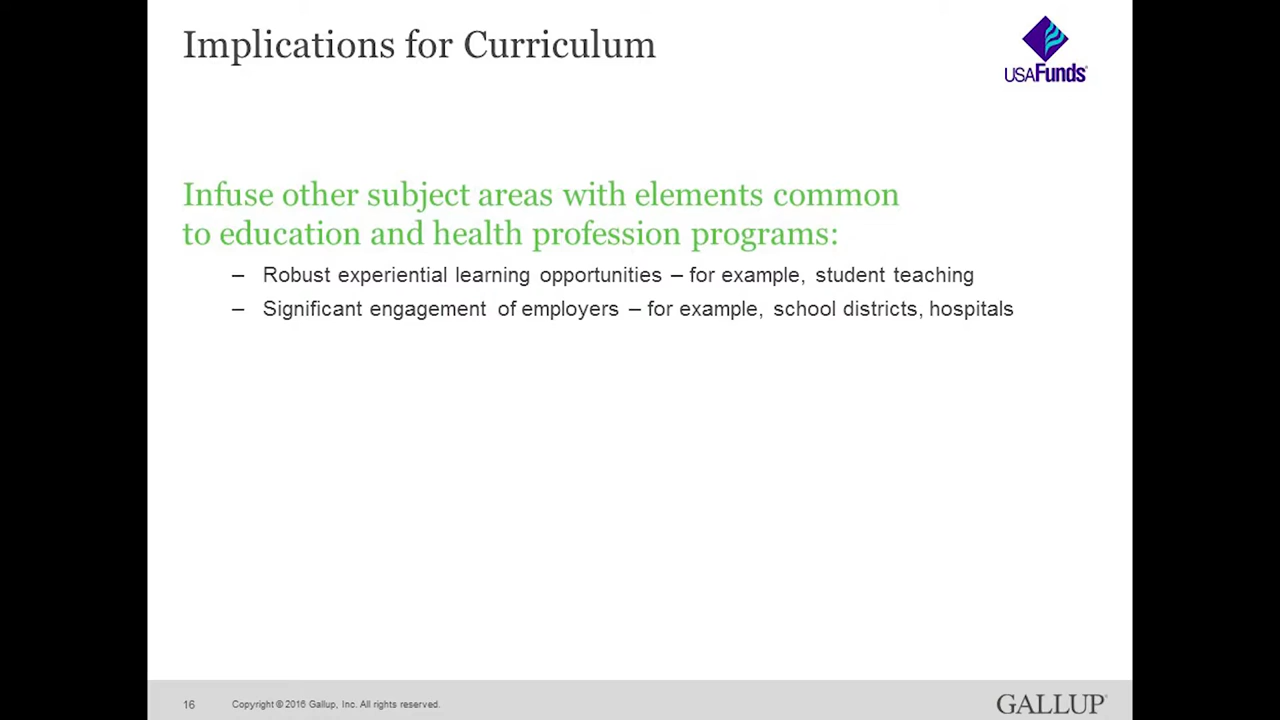 Implications for Curriculum
USAFunds®
Infuse other subject areas with elements common
to education and health profession programs:
– Robust experiential learning opportunities – for example, student teaching
– Significant engagement of employers – for example, school districts, hospitals
16
Copyright © 2016 Gallup, Inc. All rights reserved.
GALLUP®